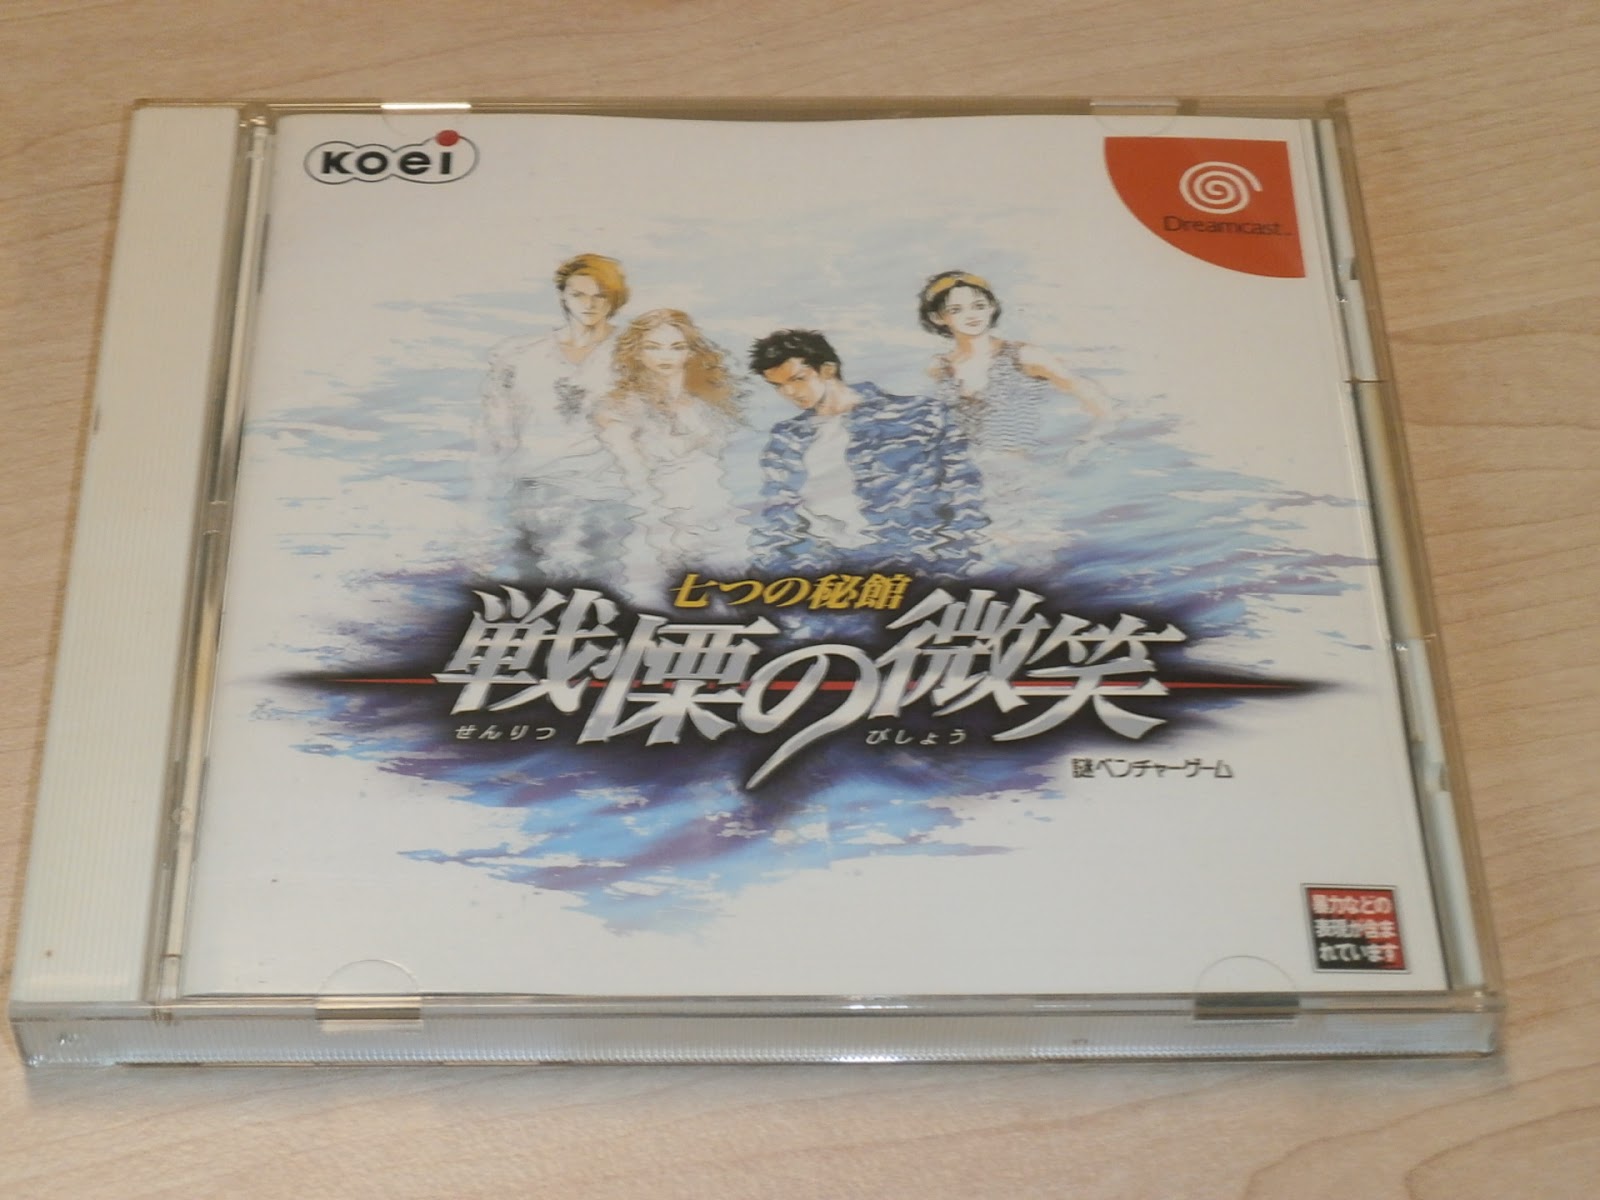 KOEI
Dreamcast™
七つの秘館
戦慄の微笑
せんりつ びしょう
謎ベンチャーゲーム
暴力などの
表現が含ま
れています